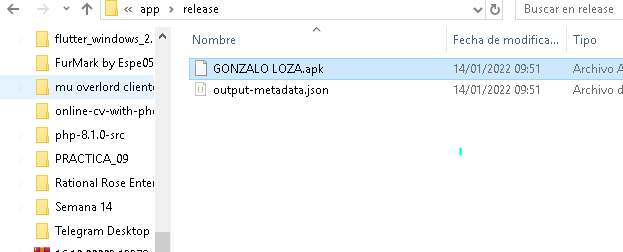 « app › release
Buscar en release
Nombre
Fecha de modifica...
Tipo
flutter_windows_2.
FurMark by Espe05
mu overlord cliente
online-cv-with-pho
php-8.1.0-src
PRACTICA_09
Rational Rose Enter
Semana 14
Telegram Desktop
GONZALO LOZA.apk 14/01/2022 09:51 Archivo A
output-metadata.json 14/01/2022 09:51 Archivo d